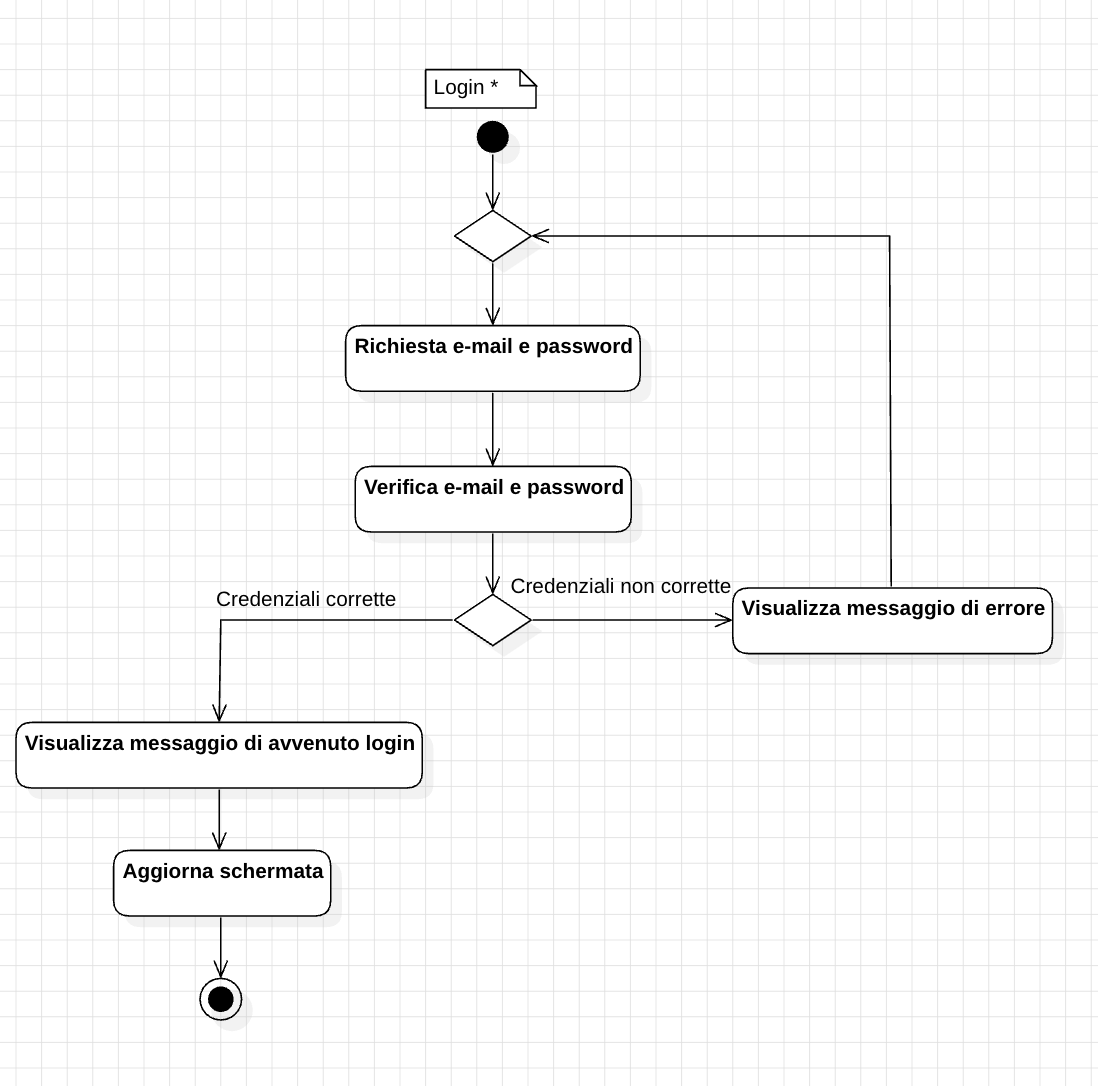 Login *
Richiesta e-mail e password
Verifica e-mail e password
Credenziali non corrette
Credenziali corrette
Visualizza messaggio di errore
Visualizza messaggio di avvenuto login
Aggiorna schermata